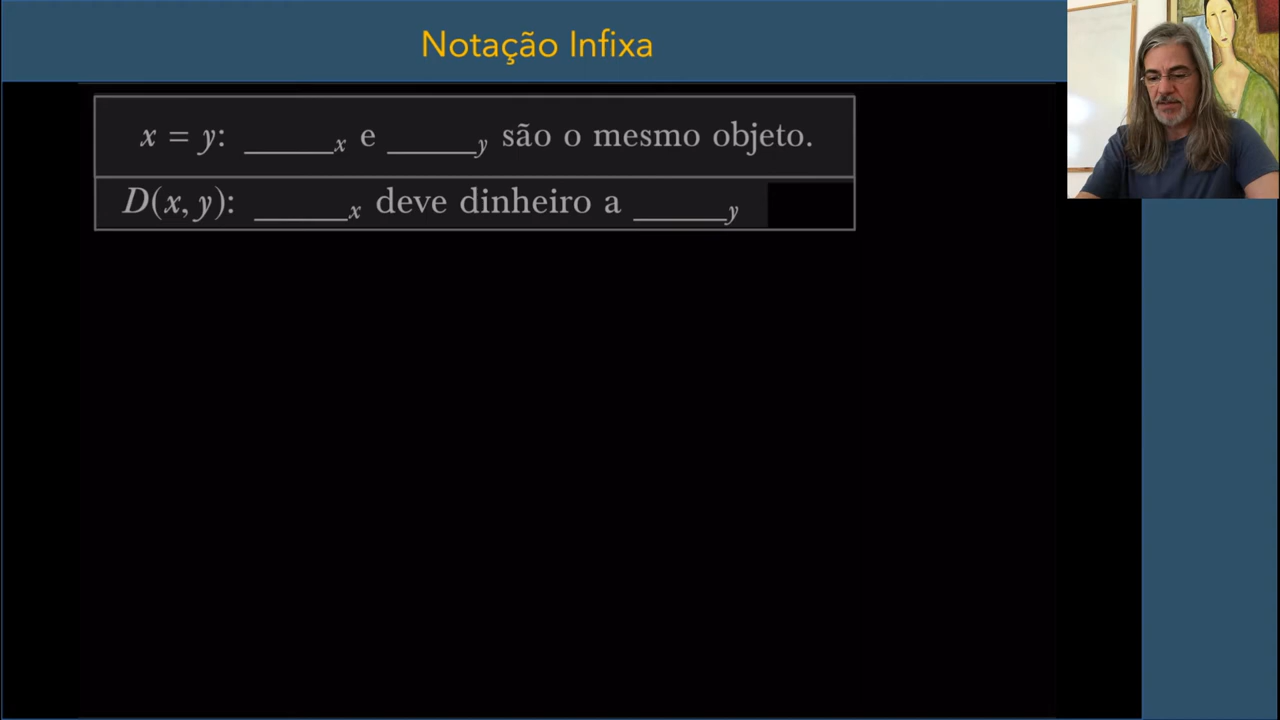 Notação Infixa
x = y: ______x e ______y são o mesmo objeto.
D(x, y): ______x deve dinheiro a ______y